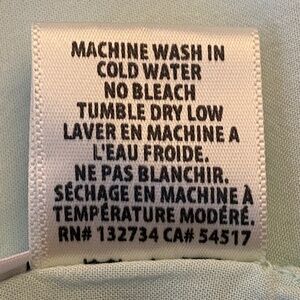 MACHINE WASH IN
COLD WATER
NO BLEACH
TUMBLE DRY LOW
LAVER EN MACHINE A
L'EAU FROIDE.
NE PAS BLANCHIR.
SÉCHAGE EN MACHINE À
TEMPÉRATURE MODÉRÉ.
RN# 132734 CA# 54517